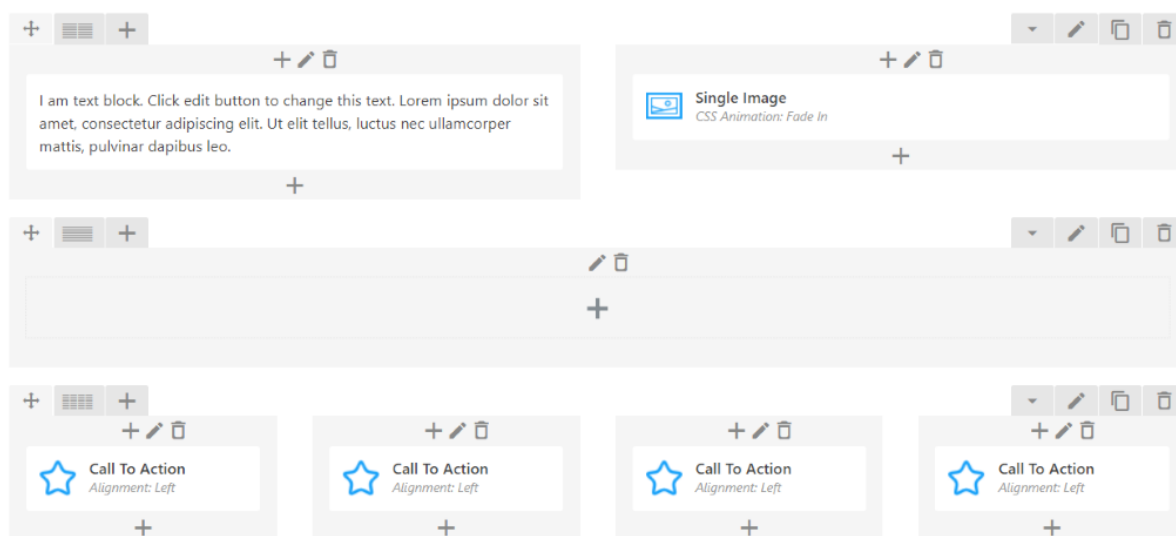 I am text block. Click edit button to change this text. Lorem ipsum dolor sit
amet, consectetur adipiscing elit. Ut elit tellus, luctus nec ullamcorper
mattis, pulvinar dapibus leo.
Single Image
CSS Animation: Fade In
Call To Action
Alignment: Left
Call To Action
Alignment: Left
Call To Action
Alignment: Left
Call To Action
Alignment: Left